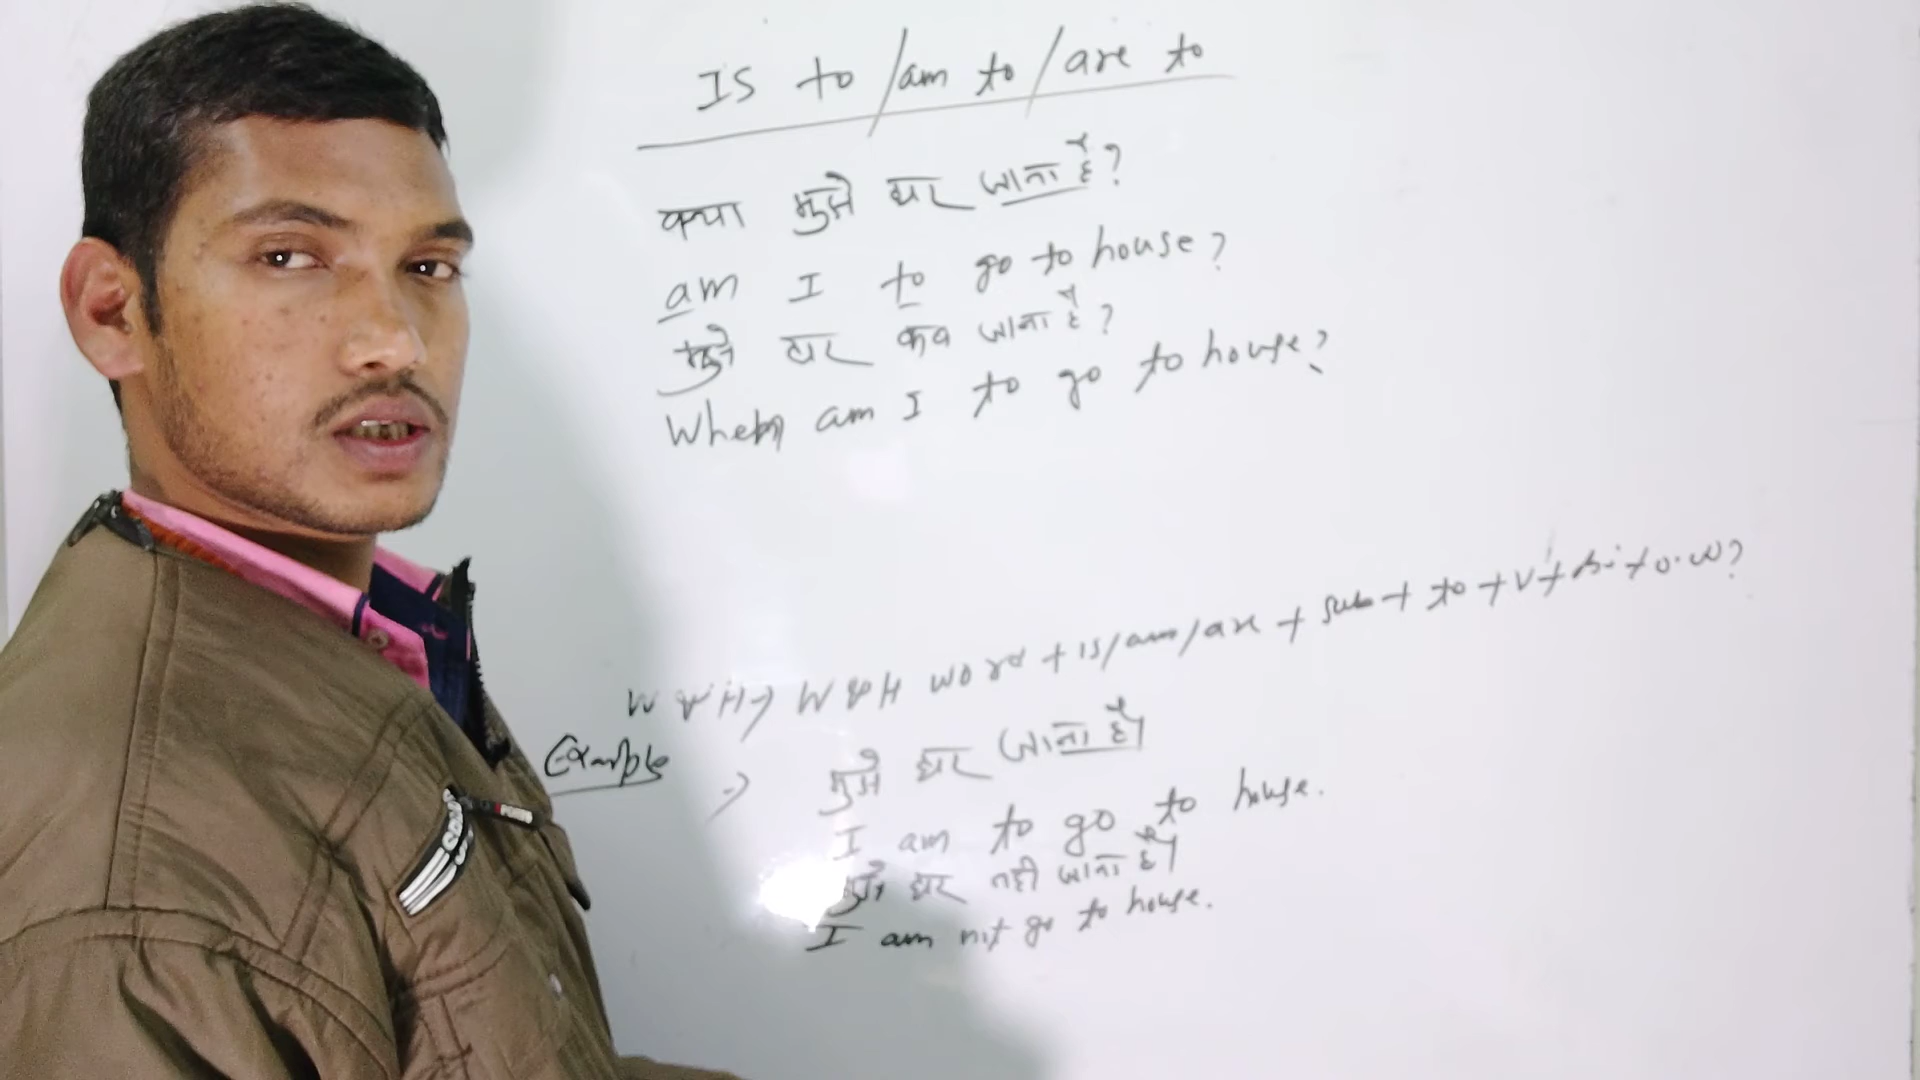 IS to /am to /are to
क्या मुझे घर जाना है?
am I to go to house?
मुझे घर कब जाना है?
When am I to go to house?
W & H → W & H word + is/am/are + sub + to + V¹ + o.w?
Example → मुझे घर जाना है।
I am to go to house.
मुझे घर नही जाना है।
I am not go to house.